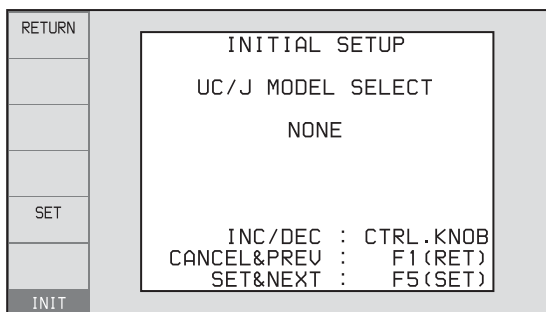 RETURN
SET
INIT
INITIAL SETUP
UC/J MODEL SELECT
NONE
INC/DEC : CTRL.KNOB
CANCEL&PREV : F1(RET)
SET&NEXT : F5(SET)